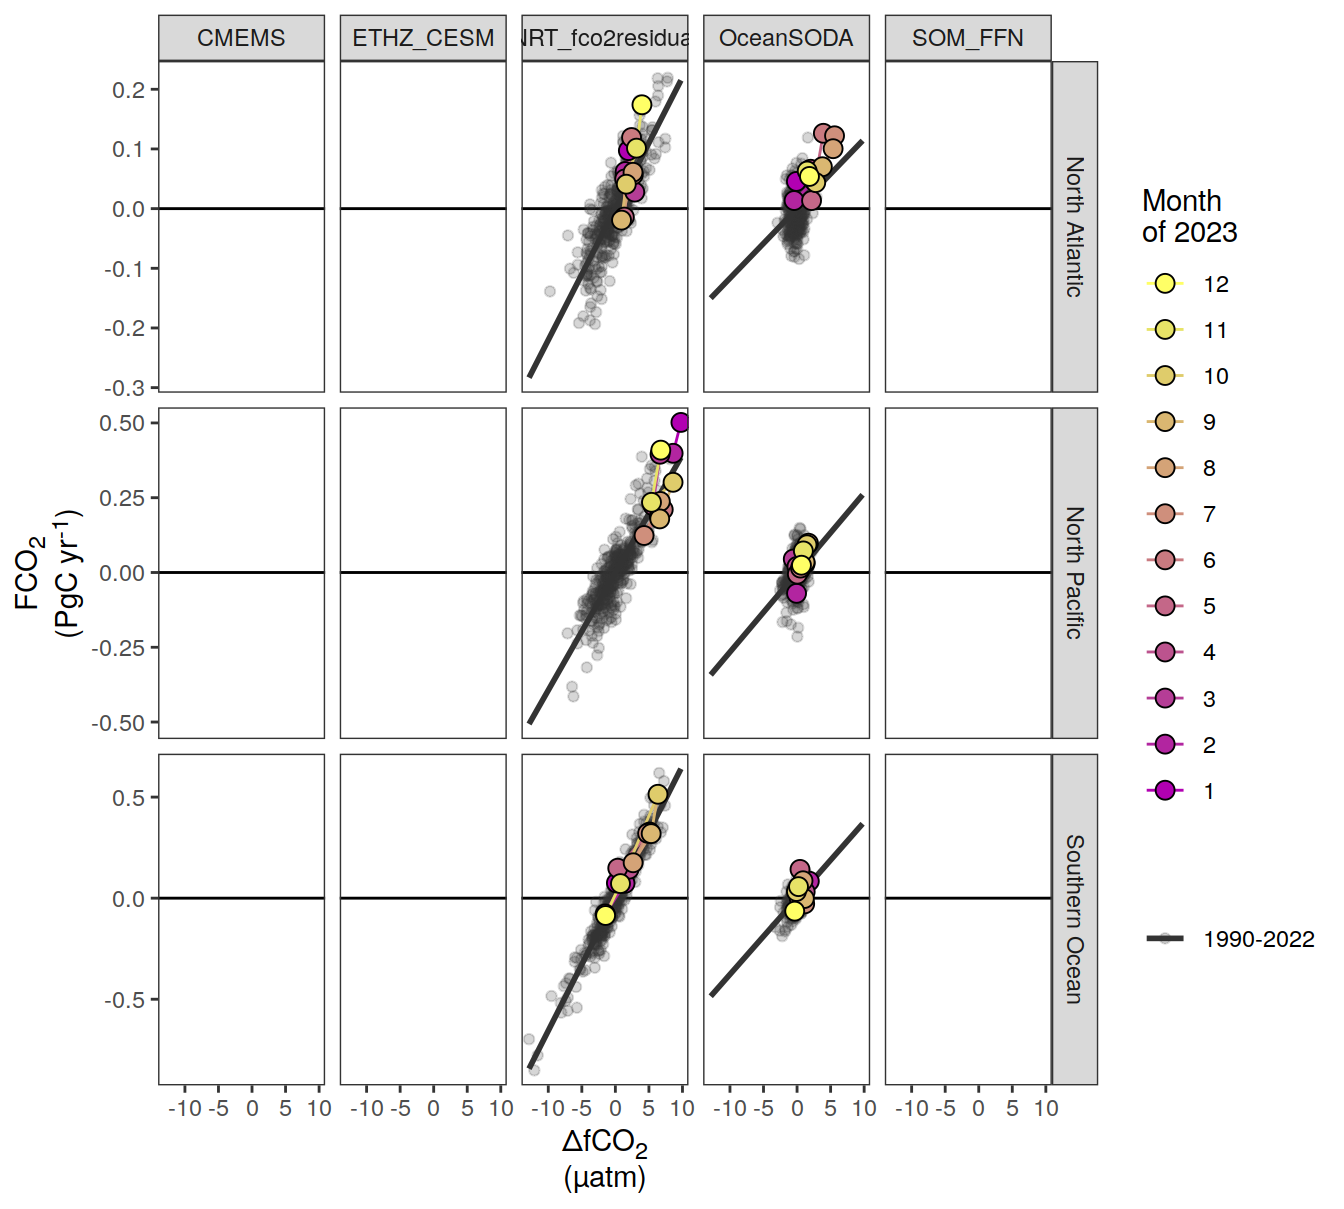 CMEMS ETHZ_CESM NRT_fco2residua OceanSODA SOM_FFN
0.2
0.1
0.0
-0.1
-0.2
-0.3
North Atlantic
0.50
0.25
0.00
-0.25
-0.50
North Pacific
0.5
0.0
-0.5
Southern Ocean
-10 -5 0 5 10 -10 -5 0 5 10 -10 -5 0 5 10 -10 -5 0 5 10 -10 -5 0 5 10
ΔfCO2
(µatm)
FCO2
(PgC yr-1)
Month
of 2023
12
11
10
9
8
7
6
5
4
3
2
1
1990-2022